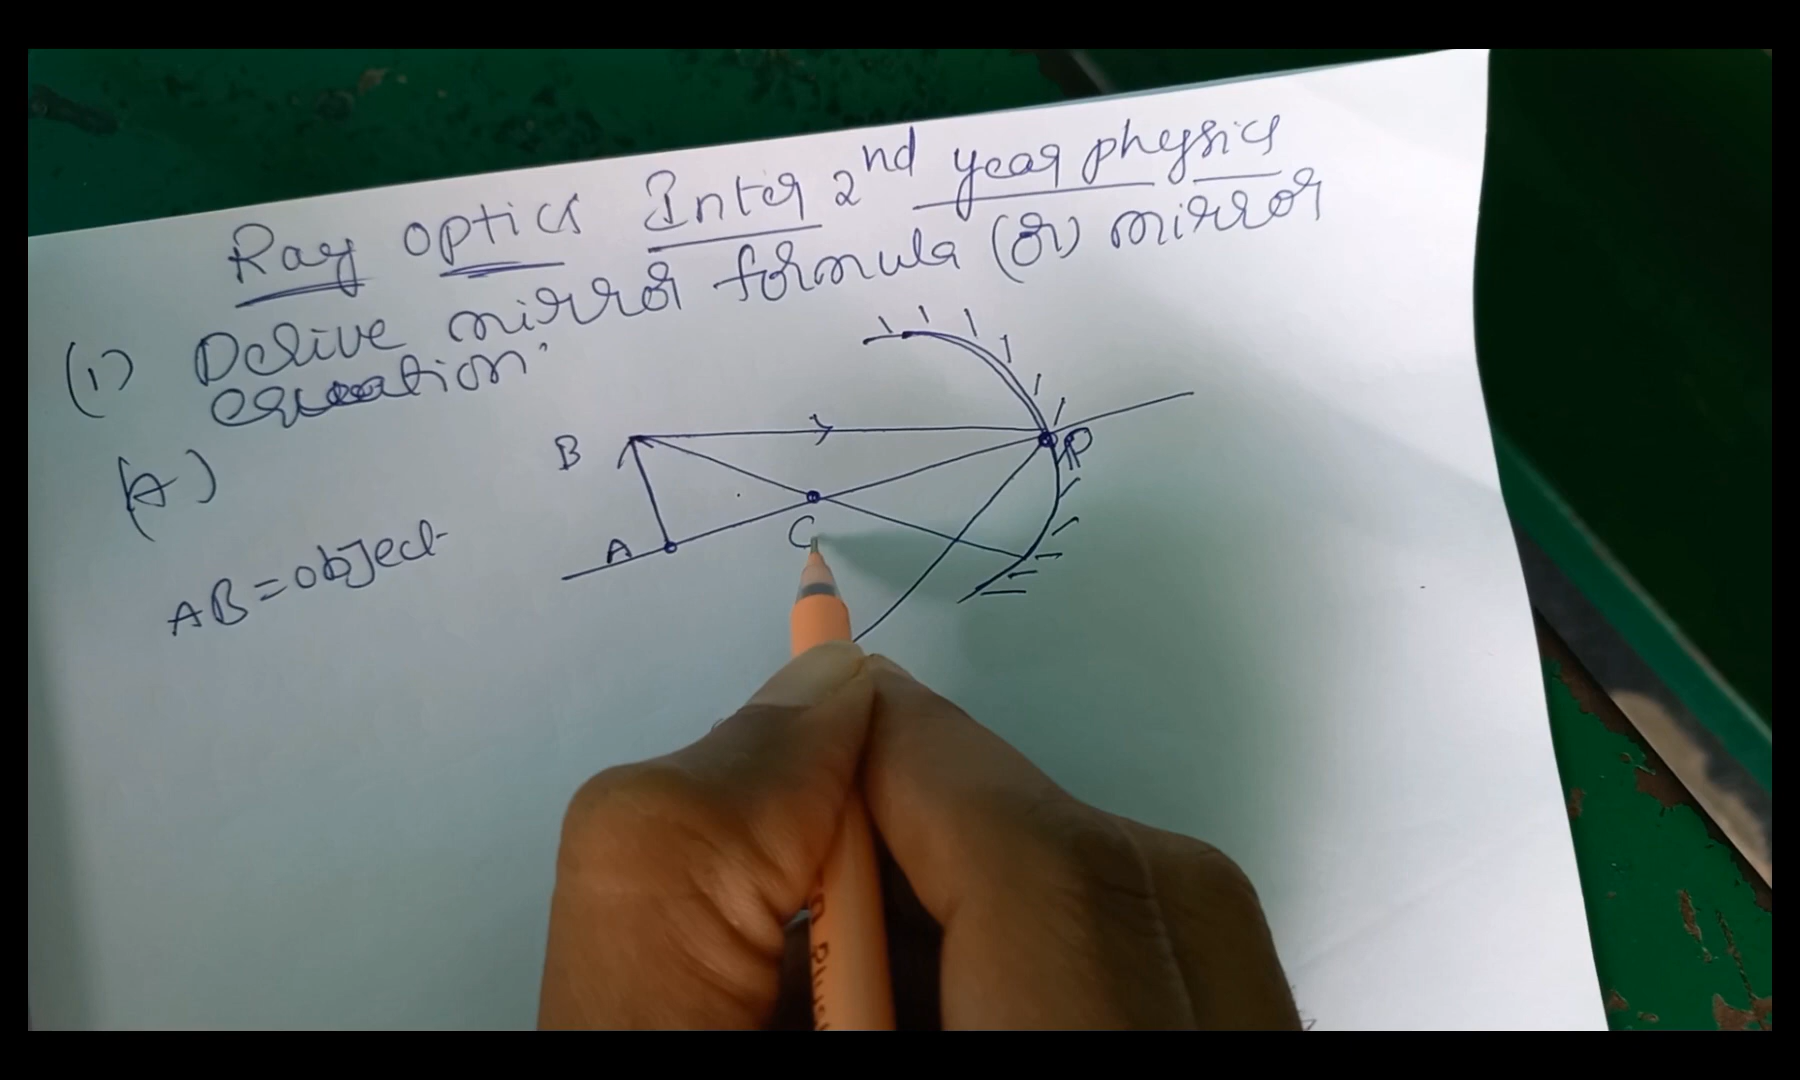 Ray optics Inter 2nd year physics
(1) Derive mirror formula (or) mirror
equation.
(A)
B
P
C
A
AB = object